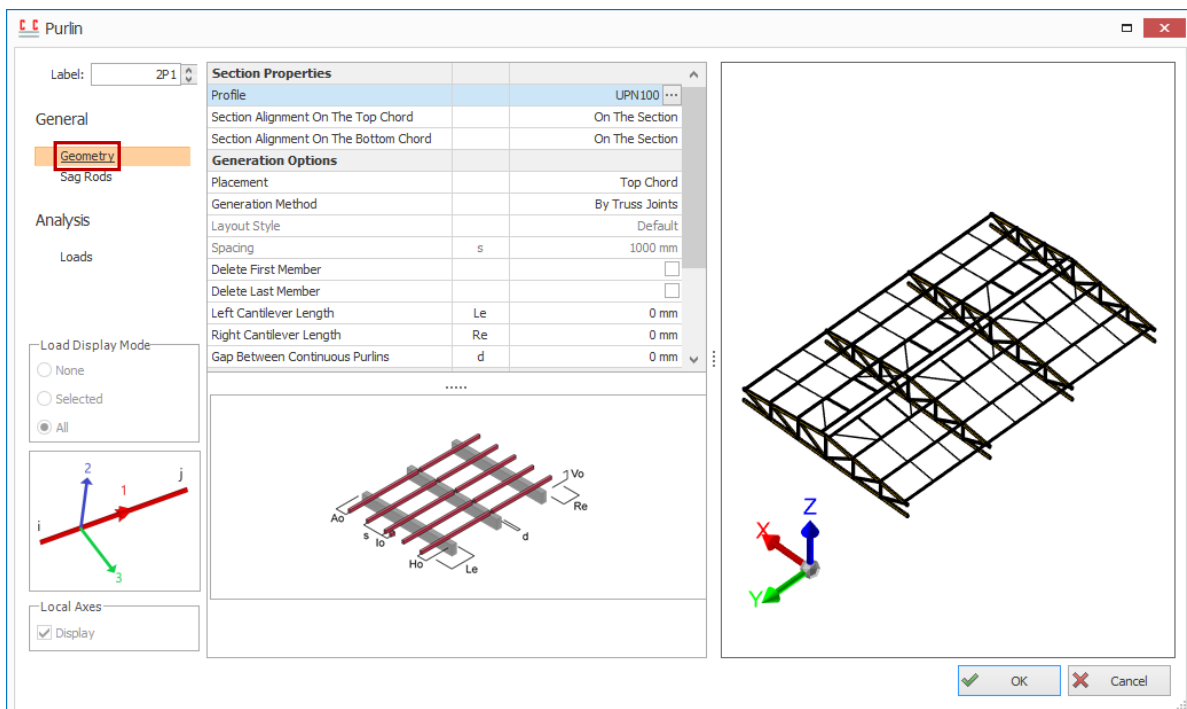 Purlin
Label: 2P1
General
Geometry
Sag Rods
Analysis
Loads
Load Display Mode
None
Selected
All
2
j
1
i
3
Local Axes
Display
Section Properties
Profile UPN100 ...
Section Alignment On The Top Chord On The Section
Section Alignment On The Bottom Chord On The Section
Generation Options
Placement Top Chord
Generation Method By Truss Joints
Layout Style Default
Spacing s 1000 mm
Delete First Member
Delete Last Member
Left Cantilever Length Le 0 mm
Right Cantilever Length Re 0 mm
Gap Between Continuous Purlins d 0 mm
Vo
Re
Ao
s
Io
d
Ho
Le
Z
X
Y
OK
Cancel